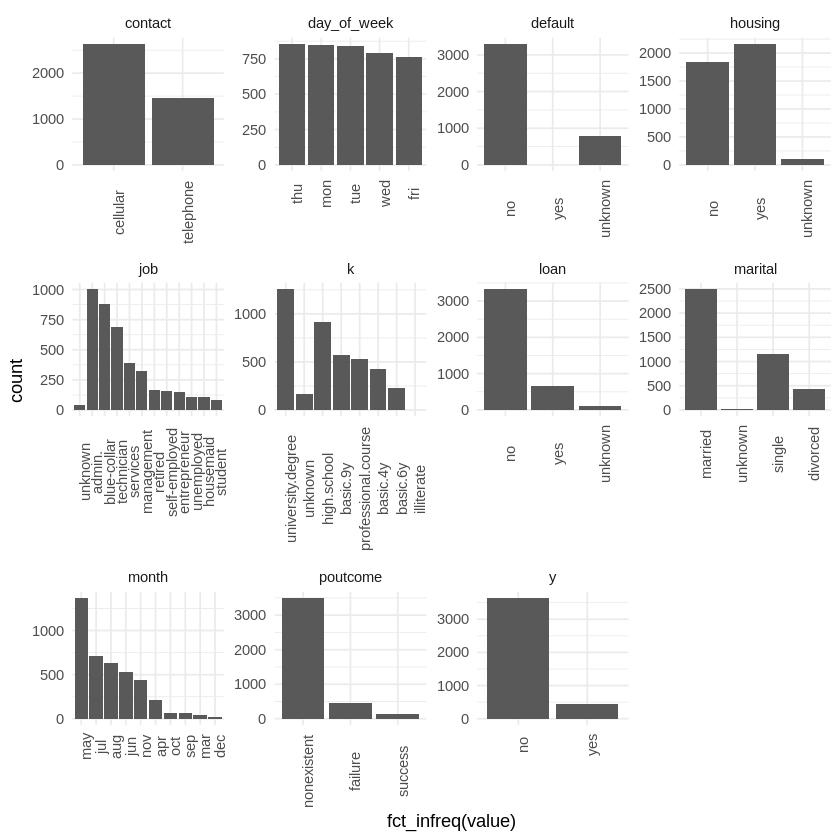 contact
day_of_week
default
housing
2000
1000
0
cellular
telephone
750
500
250
0
thu
mon
tue
wed
fri
3000
2000
1000
0
no
yes
unknown
2000
1500
1000
500
0
no
yes
unknown
job
k
loan
marital
count
1000
750
500
250
0
unknown
admin.
blue-collar
technician
services
management
retired
self-employed
entrepreneur
unemployed
housemaid
student
1000
500
0
university.degree
unknown
high.school
basic.9y
professional.course
basic.4y
basic.6y
illiterate
3000
2000
1000
0
no
yes
unknown
2500
2000
1500
1000
500
0
married
unknown
single
divorced
month
poutcome
y
1000
500
0
may
jul
aug
jun
nov
apr
oct
sep
mar
dec
3000
2000
1000
0
nonexistent
failure
success
3000
2000
1000
0
no
yes
fct_infreq(value)